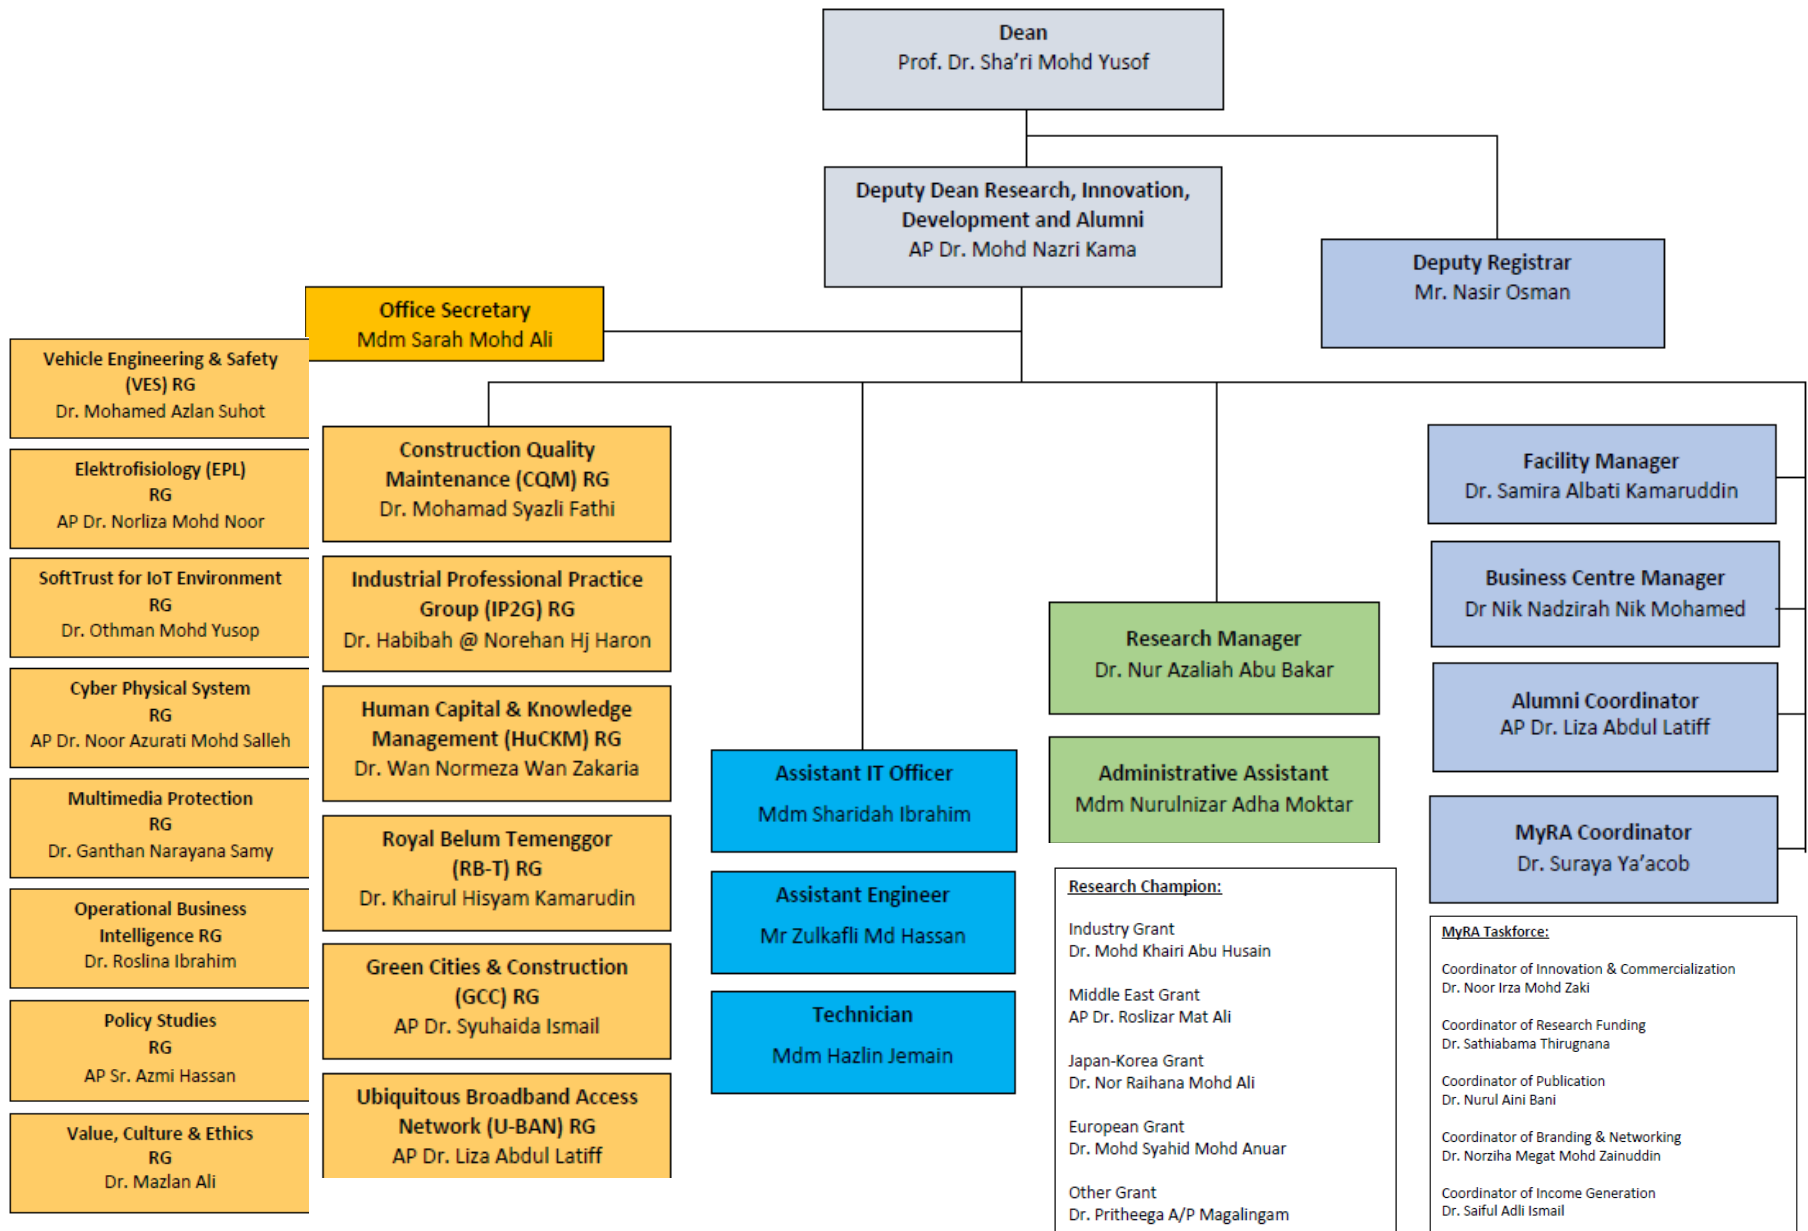 Dean
Prof. Dr. Sha’ri Mohd Yusof
Deputy Dean Research, Innovation,
Development and Alumni
AP Dr. Mohd Nazri Kama
Deputy Registrar
Mr. Nasir Osman
Office Secretary
Mdm Sarah Mohd Ali
Vehicle Engineering & Safety
(VES) RG
Dr. Mohamed Azlan Suhot
Elektrofisiology (EPL)
RG
AP Dr. Norliza Mohd Noor
SoftTrust for IoT Environment
RG
Dr. Othman Mohd Yusop
Cyber Physical System
RG
AP Dr. Noor Azurati Mohd Salleh
Multimedia Protection
RG
Dr. Ganthan Narayana Samy
Operational Business
Intelligence RG
Dr. Roslina Ibrahim
Policy Studies
RG
AP Sr. Azmi Hassan
Value, Culture & Ethics
RG
Dr. Mazlan Ali
Construction Quality
Maintenance (CQM) RG
Dr. Mohamad Syazli Fathi
Industrial Professional Practice
Group (IP2G) RG
Dr. Habibah @ Norehan Hj Haron
Human Capital & Knowledge
Management (HuCKM) RG
Dr. Wan Normeza Wan Zakaria
Royal Belum Temenggor
(RB-T) RG
Dr. Khairul Hisyam Kamarudin
Green Cities & Construction
(GCC) RG
AP Dr. Syuhaida Ismail
Ubiquitous Broadband Access
Network (U-BAN) RG
AP Dr. Liza Abdul Latiff
Assistant IT Officer
Mdm Sharidah Ibrahim
Assistant Engineer
Mr Zulkafli Md Hassan
Technician
Mdm Hazlin Jemain
Research Manager
Dr. Nur Azaliah Abu Bakar
Administrative Assistant
Mdm Nurulnizar Adha Moktar
Research Champion:
Industry Grant
Dr. Mohd Khairi Abu Husain
Middle East Grant
AP Dr. Roslizar Mat Ali
Japan-Korea Grant
Dr. Nor Raihana Mohd Ali
European Grant
Dr. Mohd Syahid Mohd Anuar
Other Grant
Dr. Pritheega A/P Magalingam
Facility Manager
Dr. Samira Albati Kamaruddin
Business Centre Manager
Dr Nik Nadzirah Nik Mohamed
Alumni Coordinator
AP Dr. Liza Abdul Latiff
MyRA Coordinator
Dr. Suraya Ya’acob
MyRA Taskforce:
Coordinator of Innovation & Commercialization
Dr. Noor Irza Mohd Zaki
Coordinator of Research Funding
Dr. Sathiabama Thirugnana
Coordinator of Publication
Dr. Nurul Aini Bani
Coordinator of Branding & Networking
Dr. Norziha Megat Mohd Zainuddin
Coordinator of Income Generation
Dr. Saiful Adli Ismail